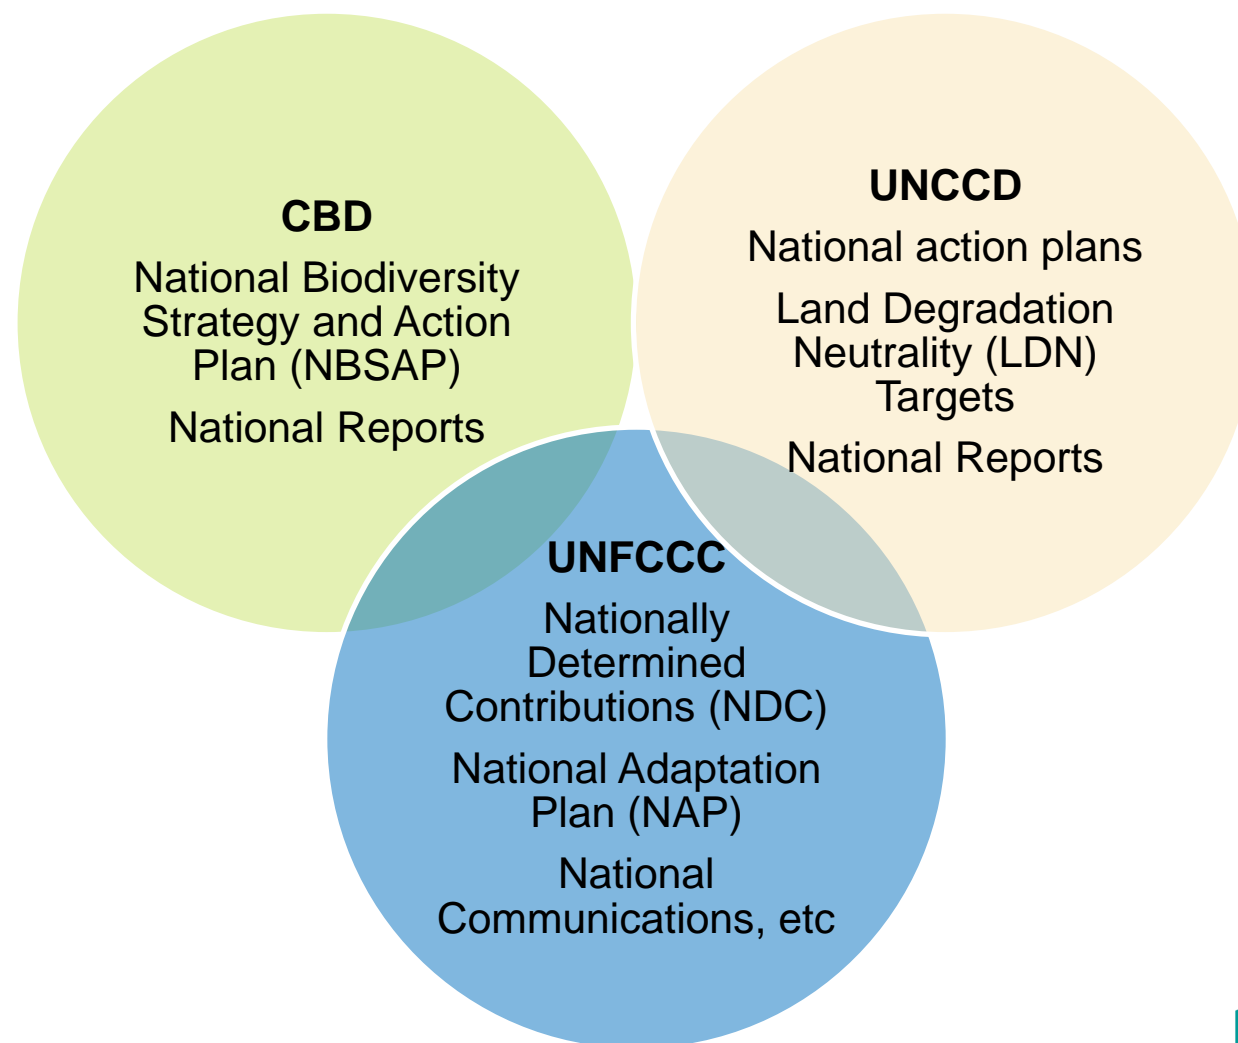 CBD
National Biodiversity
Strategy and Action
Plan (NBSAP)
National Reports
UNCCD
National action plans
Land Degradation
Neutrality (LDN)
Targets
National Reports
UNFCCC
Nationally
Determined
Contributions (NDC)
National Adaptation
Plan (NAP)
National
Communications, etc